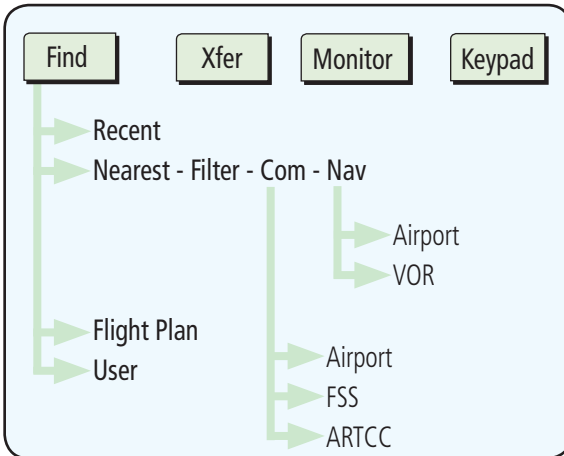 Find Xfer Monitor Keypad
Recent
Nearest - Filter - Com - Nav
Airport
VOR
Flight Plan
User
Airport
FSS
ARTCC